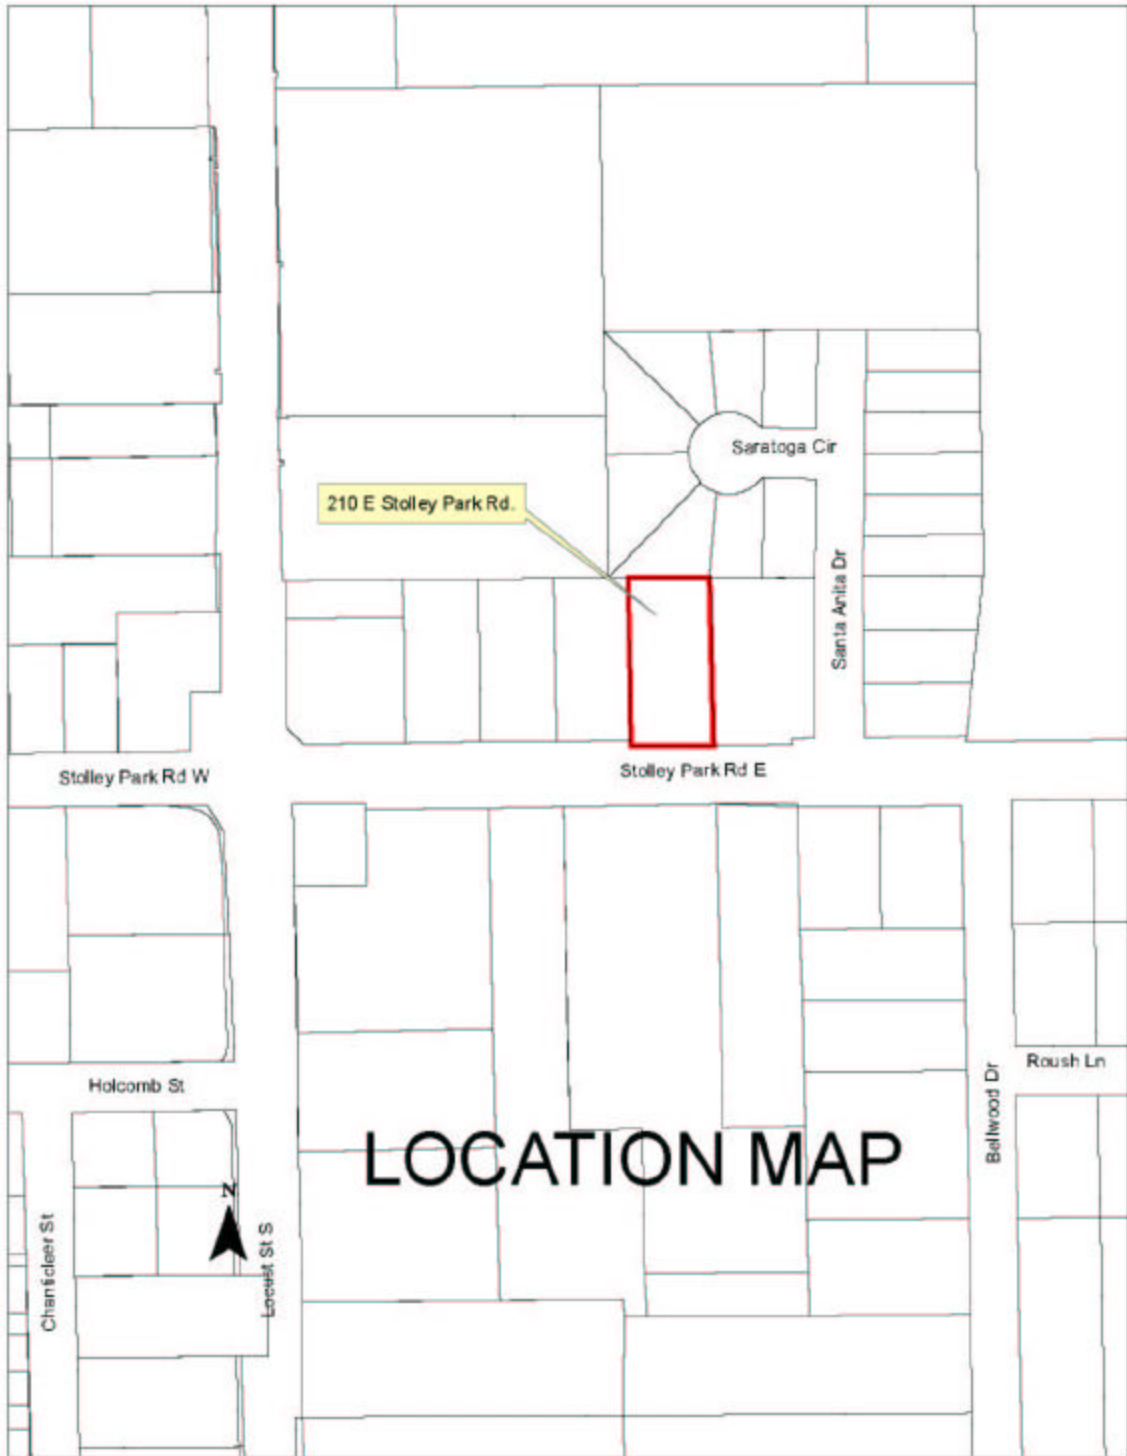 Saratoga Cir
210 E Stolley Park Rd.
Santa Anita Dr
Stolley Park Rd W
Stolley Park Rd E
Holcomb St
Roush Ln
Bellwood Dr
LOCATION MAP
N
Chanticleer St
Locust St S